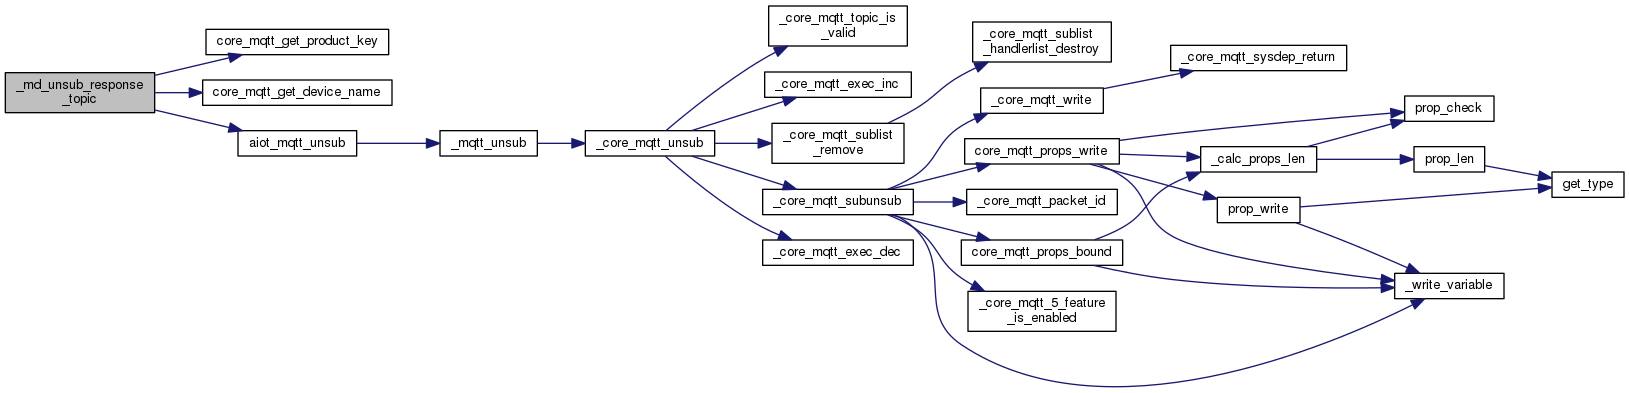 _md_unsub_response
_topic
core_mqtt_get_product_key
core_mqtt_get_device_name
aiot_mqtt_unsub
_mqtt_unsub
_core_mqtt_unsub
_core_mqtt_topic_is
_valid
_core_mqtt_exec_inc
_core_mqtt_sublist
_remove
_core_mqtt_subunsub
_core_mqtt_exec_dec
_core_mqtt_sublist
_handlerlist_destroy
_core_mqtt_write
core_mqtt_props_write
_core_mqtt_packet_id
core_mqtt_props_bound
_core_mqtt_5_feature
_is_enabled
_core_mqtt_sysdep_return
_calc_props_len
prop_write
prop_check
prop_len
_write_variable
get_type